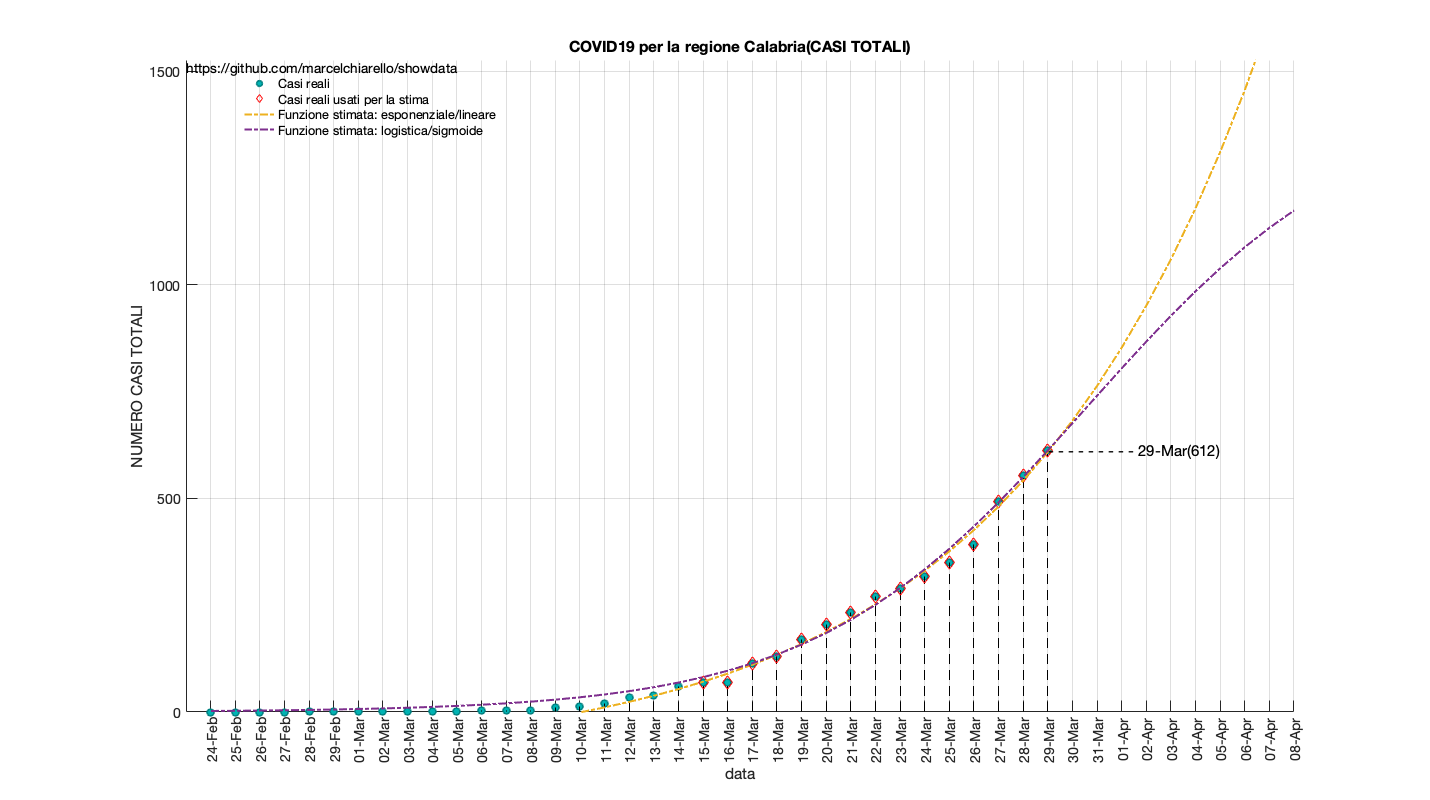 COVID19 per la regione Calabria(CASI TOTALI)
https://github.com/marcelchiarello/showdata
Casi reali
Casi reali usati per la stima
Funzione stimata: esponenziale/lineare
Funzione stimata: logistica/sigmoide
1500
1000
500
0
NUMERO CASI TOTALI
29-Mar(612)
24-Feb
25-Feb
26-Feb
27-Feb
28-Feb
29-Feb
01-Mar
02-Mar
03-Mar
04-Mar
05-Mar
06-Mar
07-Mar
08-Mar
09-Mar
10-Mar
11-Mar
12-Mar
13-Mar
14-Mar
15-Mar
16-Mar
17-Mar
18-Mar
19-Mar
20-Mar
21-Mar
22-Mar
23-Mar
24-Mar
25-Mar
26-Mar
27-Mar
28-Mar
29-Mar
30-Mar
31-Mar
01-Apr
02-Apr
03-Apr
04-Apr
05-Apr
06-Apr
07-Apr
08-Apr
data